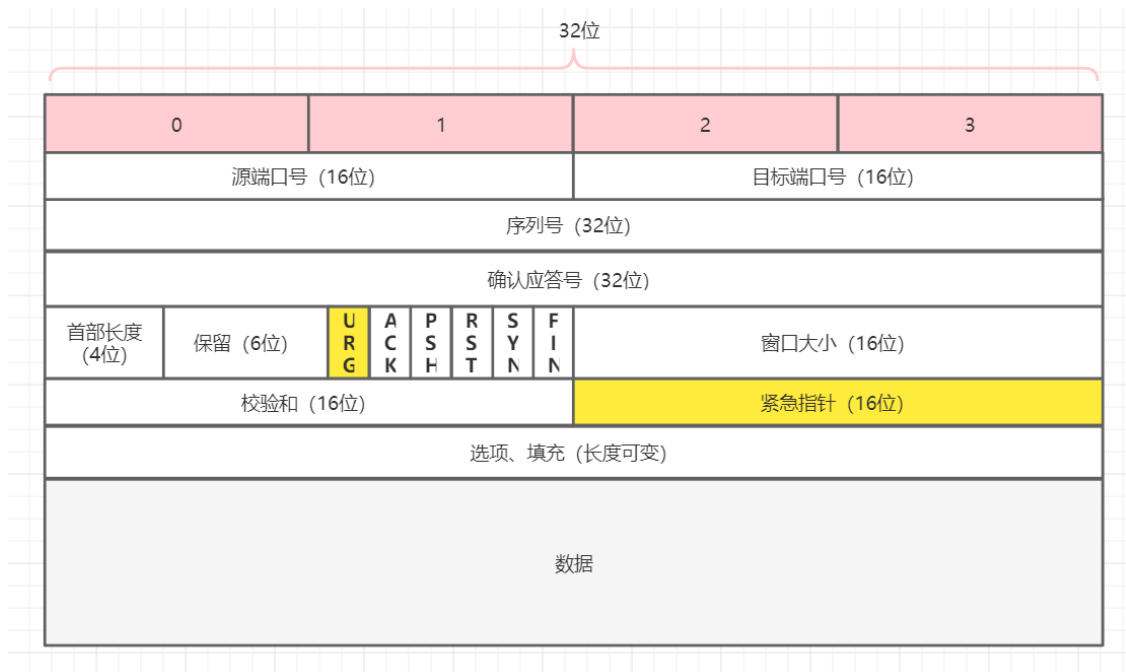 32位
0 1 2 3
源端口号 (16位) 目标端口号 (16位)
序列号 (32位)
确认应答号 (32位)
首部长度
(4位)
保留 (6位)
URG
ACK
PSH
RST
SYN
FIN
窗口大小 (16位)
校验和 (16位) 紧急指针 (16位)
选项、填充 (长度可变)
数据